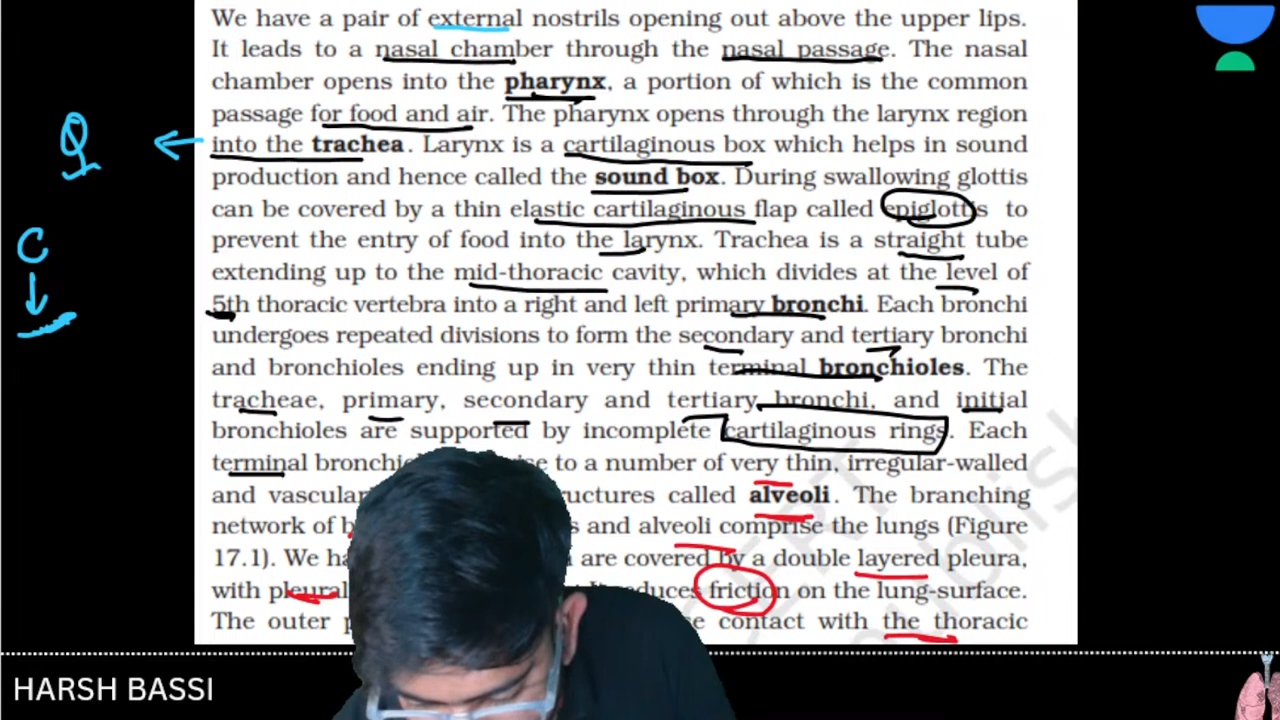 We have a pair of external nostrils opening out above the upper lips.
It leads to a nasal chamber through the nasal passage. The nasal
chamber opens into the pharynx, a portion of which is the common
passage for food and air. The pharynx opens through the larynx region
into the trachea. Larynx is a cartilaginous box which helps in sound
production and hence called the sound box. During swallowing glottis
can be covered by a thin elastic cartilaginous flap called epiglottis to
prevent the entry of food into the larynx. Trachea is a straight tube
extending up to the mid-thoracic cavity, which divides at the level of
5th thoracic vertebra into a right and left primary bronchi. Each bronchi
undergoes repeated divisions to form the secondary and tertiary bronchi
and bronchioles ending up in very thin terminal bronchioles. The
tracheae, primary, secondary and tertiary bronchi, and initial
bronchioles are supported by incomplete cartilaginous rings. Each
terminal to a number of very thin, irregular-walled
and called alveoli. The branching
network of and alveoli comprise the lungs (Figure
17.1). We are covered by a double layered pleura,
with pleural friction on the lung-surface.
The outer contact with the thoracic
C
HARSH BASSI